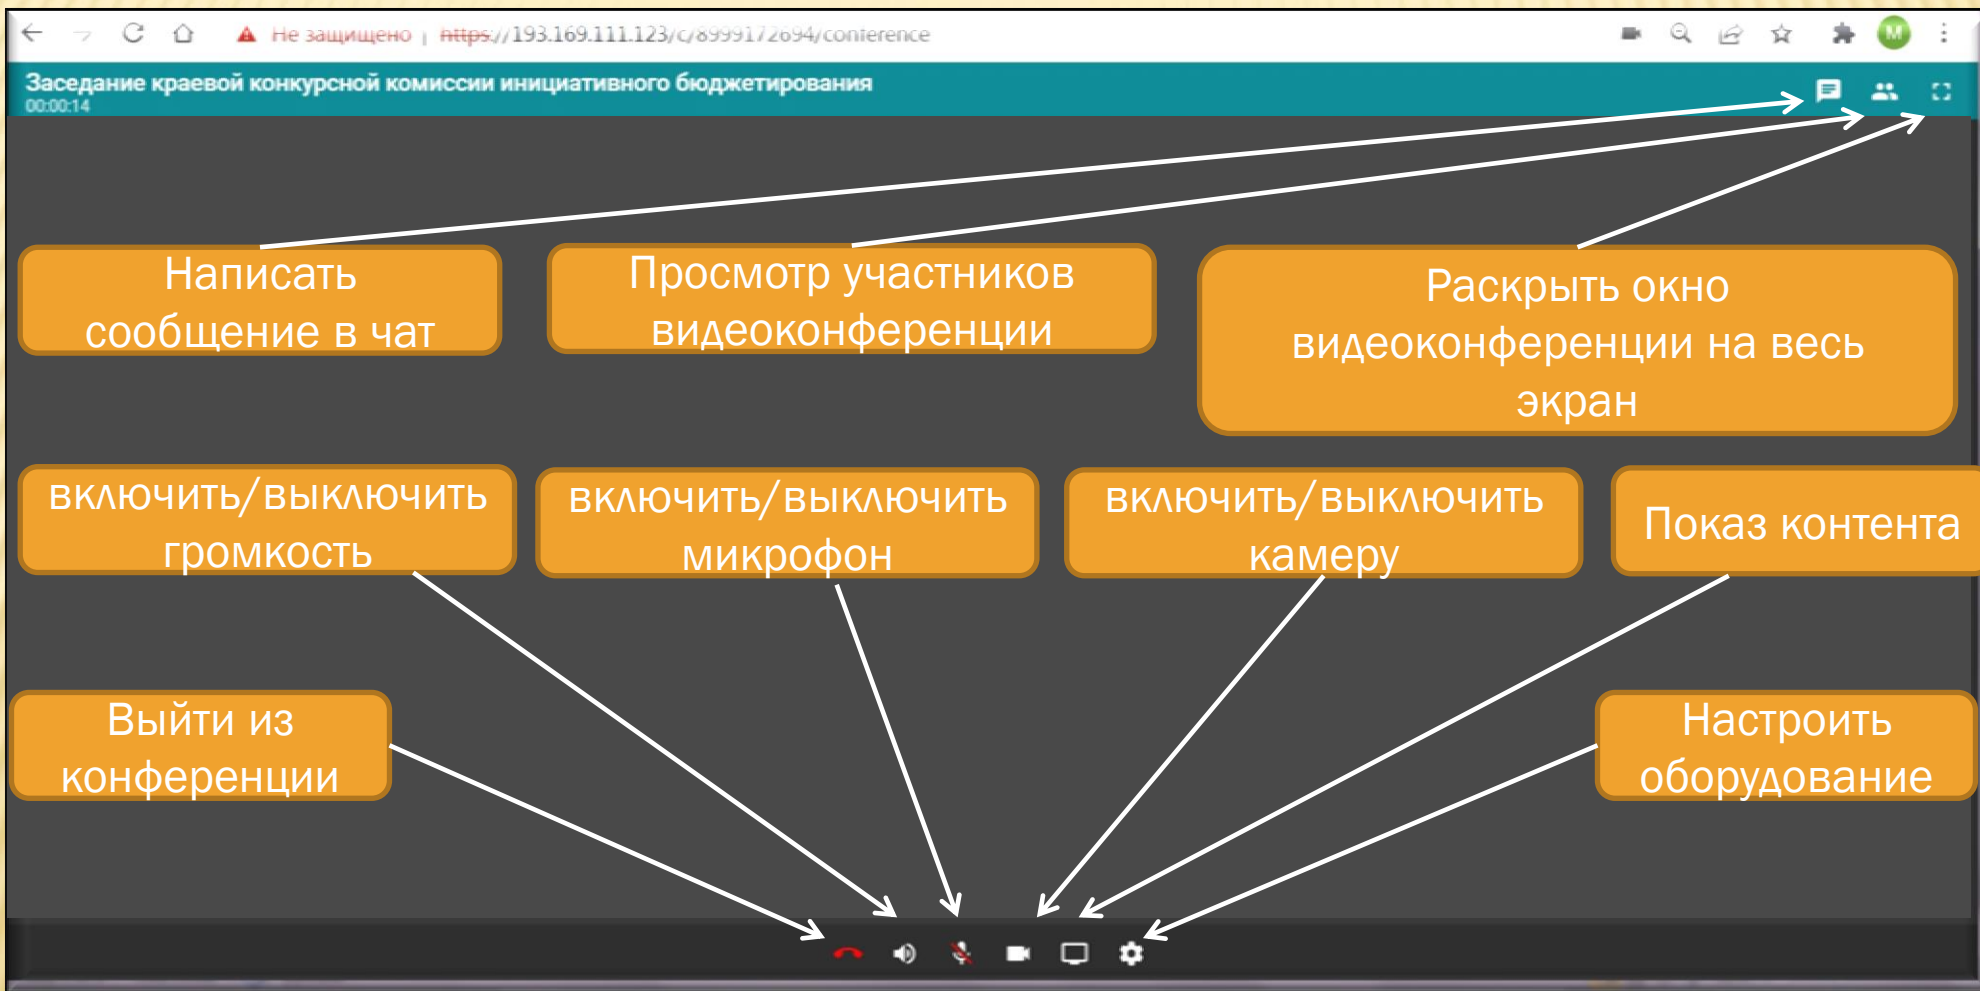 Не защищено | https://193.169.111.123/c/8999172694/conference
M
Заседание краевой конкурсной комиссии инициативного бюджетирования
00:00:14
Написать
сообщение в чат
Просмотр участников
видеоконференции
Раскрыть окно
видеоконференции на весь
экран
включить/выключить
громкость
включить/выключить
микрофон
включить/выключить
камеру
Показ контента
Выйти из
конференции
Настроить
оборудование